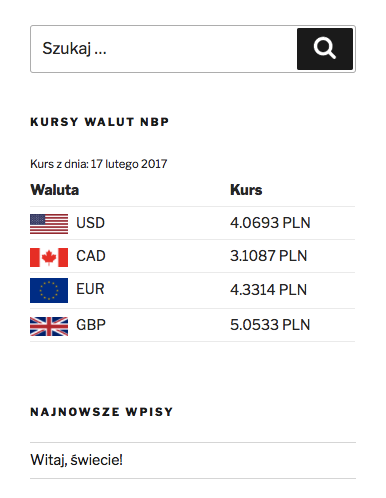 Szukaj ...
KURSY WALUT NBP
Kurs z dnia: 17 lutego 2017
Waluta Kurs
USD 4.0693 PLN
CAD 3.1087 PLN
EUR 4.3314 PLN
GBP 5.0533 PLN
NAJNOWSZE WPISY
Witaj, świecie!